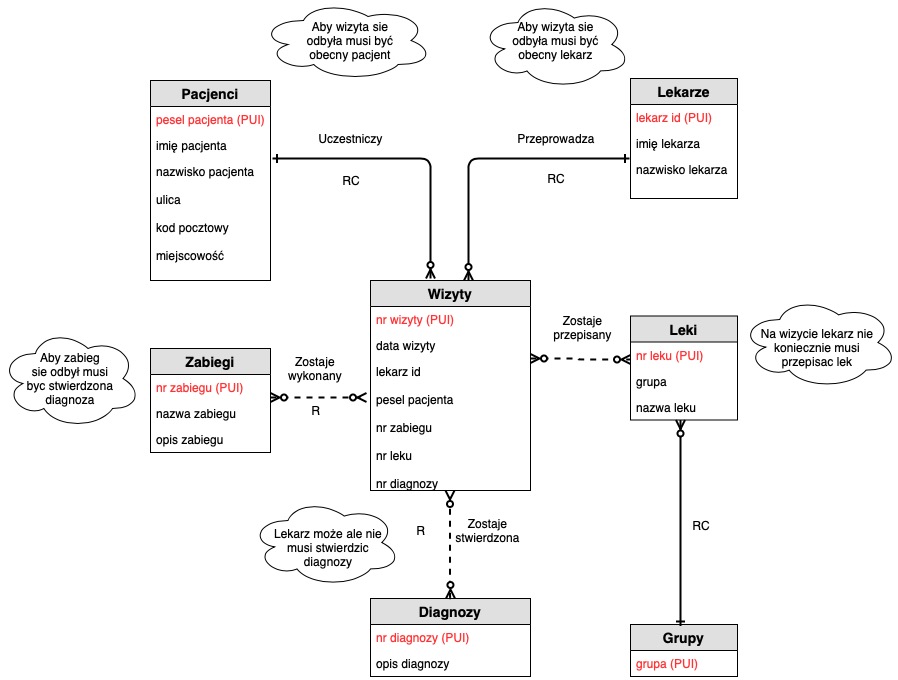 Aby wizyta sie
odbyła musi być
obecny pacjent
Aby wizyta sie
odbyła musi być
obecny lekarz
Pacjenci
pesel pacjenta (PUI)
imię pacjenta
nazwisko pacjenta
ulica
kod pocztowy
miejscowość
Uczestniczy
RC
Przeprowadza
RC
Lekarze
lekarz id (PUI)
imię lekarza
nazwisko lekarza
Wizyty
nr wizyty (PUI)
data wizyty
lekarz id
pesel pacjenta
nr zabiegu
nr leku
nr diagnozy
Zostaje
przepisany
Leki
nr leku (PUI)
grupa
nazwa leku
Na wizycie lekarz nie
koniecznie musi
przepisac lek
Aby zabieg
sie odbył musi
byc stwierdzona
diagnoza
Zabiegi
nr zabiegu (PUI)
nazwa zabiegu
opis zabiegu
Zostaje
wykonany
R
Lekarz może ale nie
musi stwierdzic
diagnozy
R
Zostaje
stwierdzona
RC
Diagnozy
nr diagnozy (PUI)
opis diagnozy
Grupy
grupa (PUI)